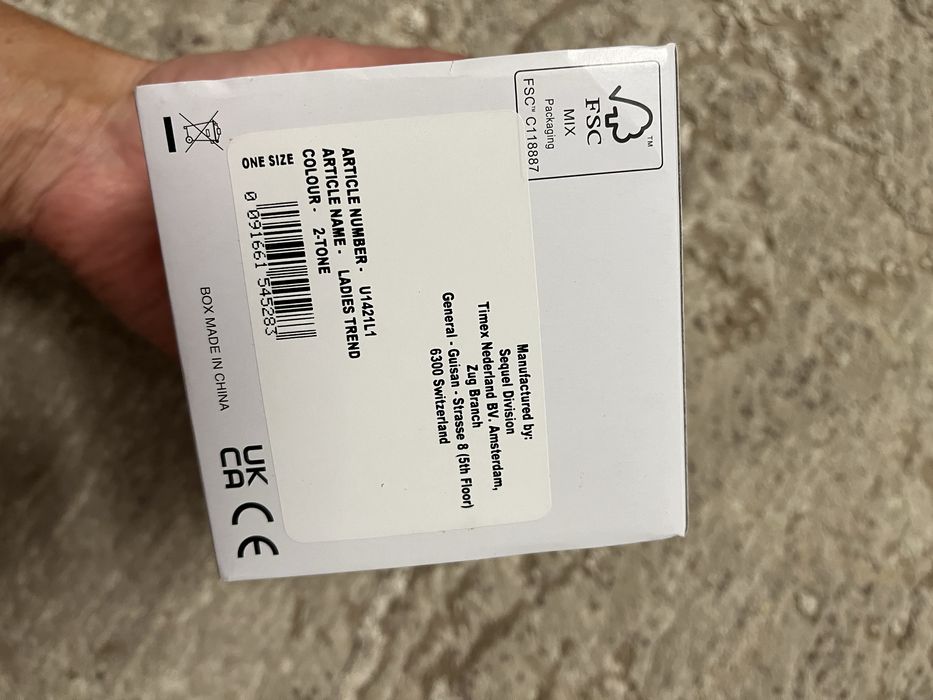 FSC™
MIX
Packaging
FSC™ C118887
Manufactured by:
Sequel Division
Timex Nederland BV. Amsterdam,
Zug Branch
General - Guisan - Strasse 8 (5th Floor)
6300 Switzerland
ARTICLE NUMBER - U1421L1
ARTICLE NAME - LADIES TREND
COLOUR - 2-TONE
ONE SIZE
0 091661 545283
BOX MADE IN CHINA
UK
CA
CE